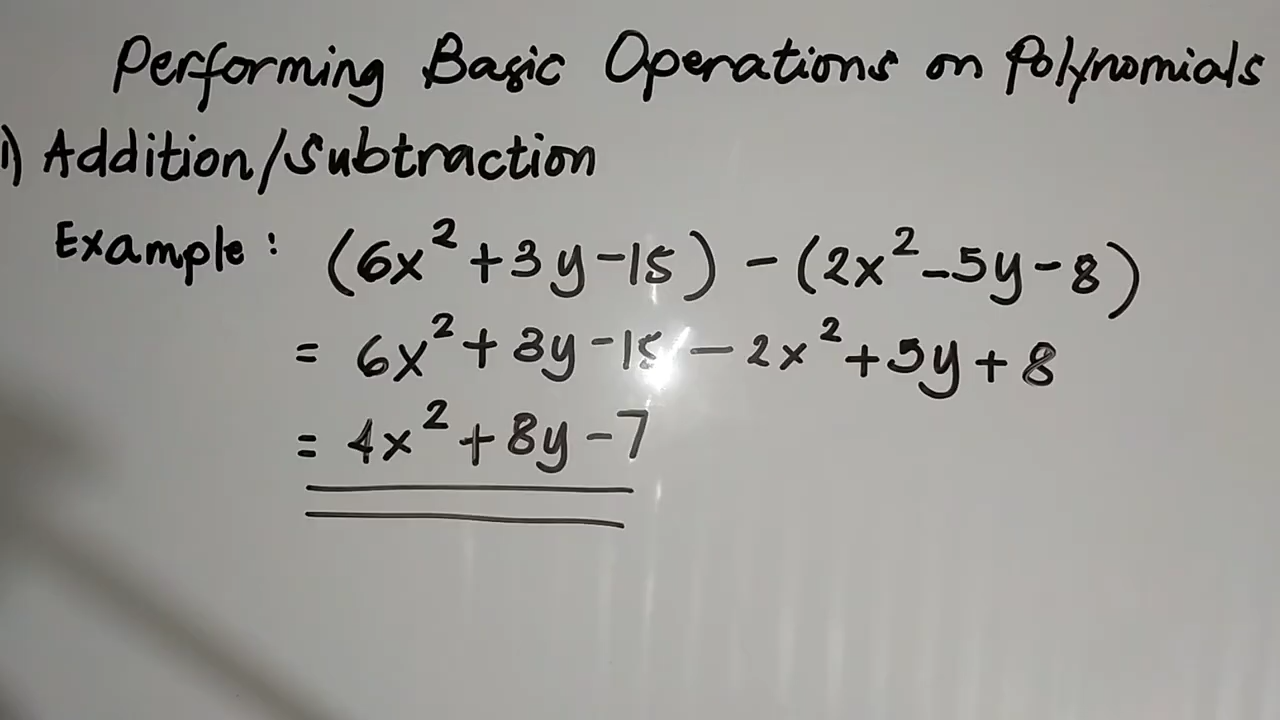 Performing Basic Operations on Polynomials
1) Addition/Subtraction
Example: (6x²+3y-15) - (2x²-5y-8)
= 6x²+3y-15 - 2x²+5y+8
= 4x²+8y-7